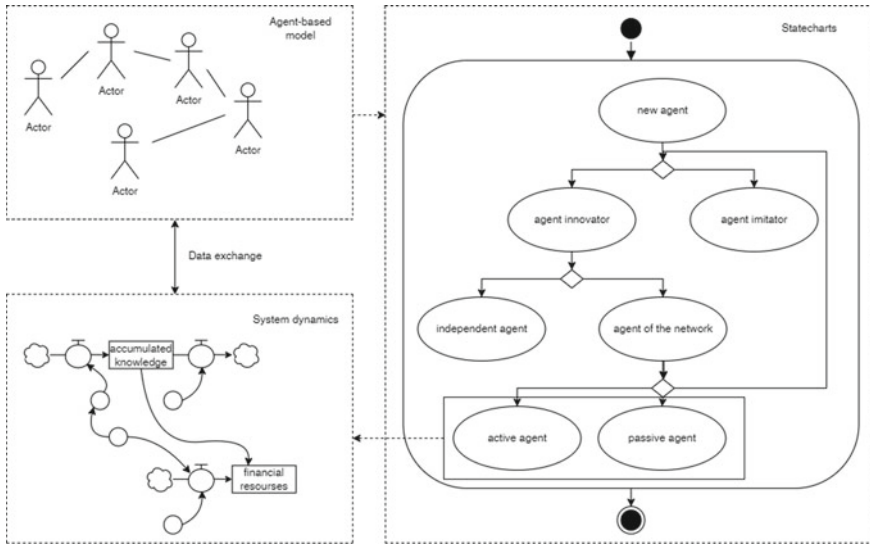 Agent-based
model
Actor
Actor
Actor
Actor
Actor
Data exchange
System dynamics
accumulated
knowledge
financial
resourses
Statecharts
new agent
agent innovator
agent imitator
independent agent
agent of the network
active agent
passive agent